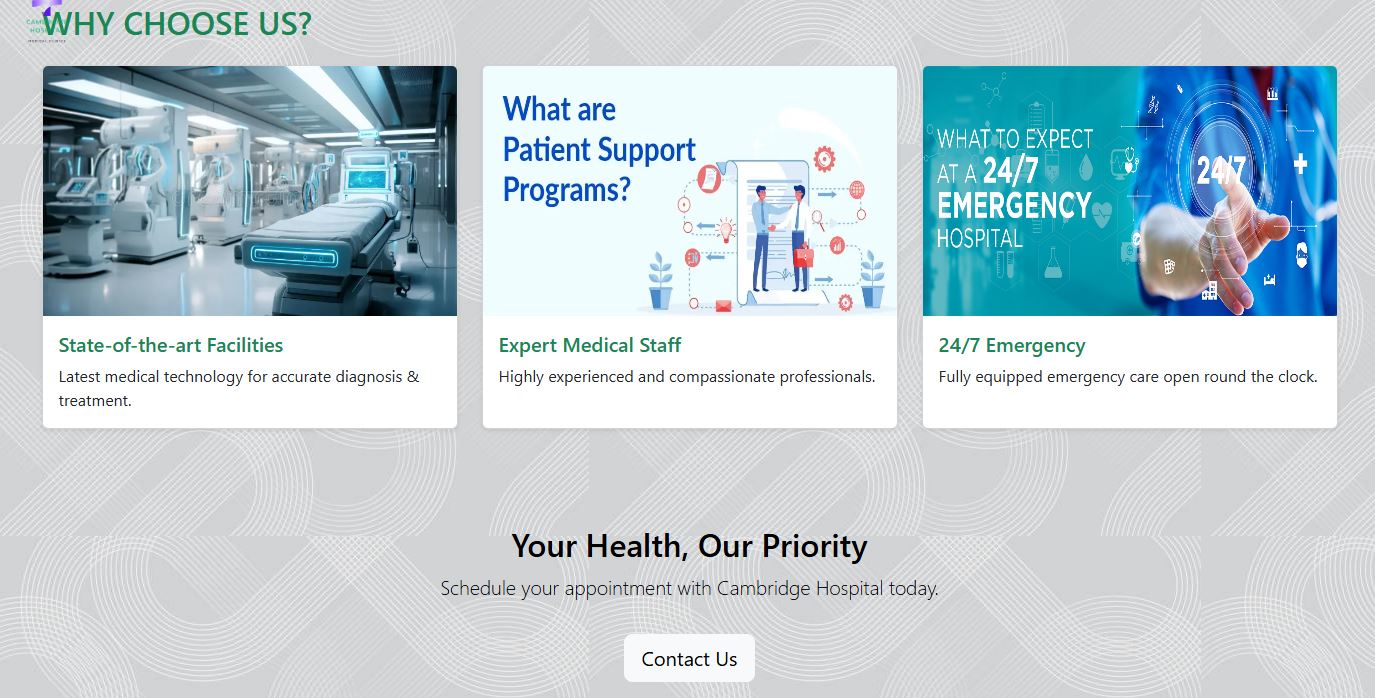 WHY CHOOSE US?
What are
Patient Support
Programs?
WHAT TO EXPECT
AT A 24/7
EMERGENCY
HOSPITAL
24/7
State-of-the-art Facilities
Latest medical technology for accurate diagnosis &
treatment.
Expert Medical Staff
Highly experienced and compassionate professionals.
24/7 Emergency
Fully equipped emergency care open round the clock.
Your Health, Our Priority
Schedule your appointment with Cambridge Hospital today.
Contact Us